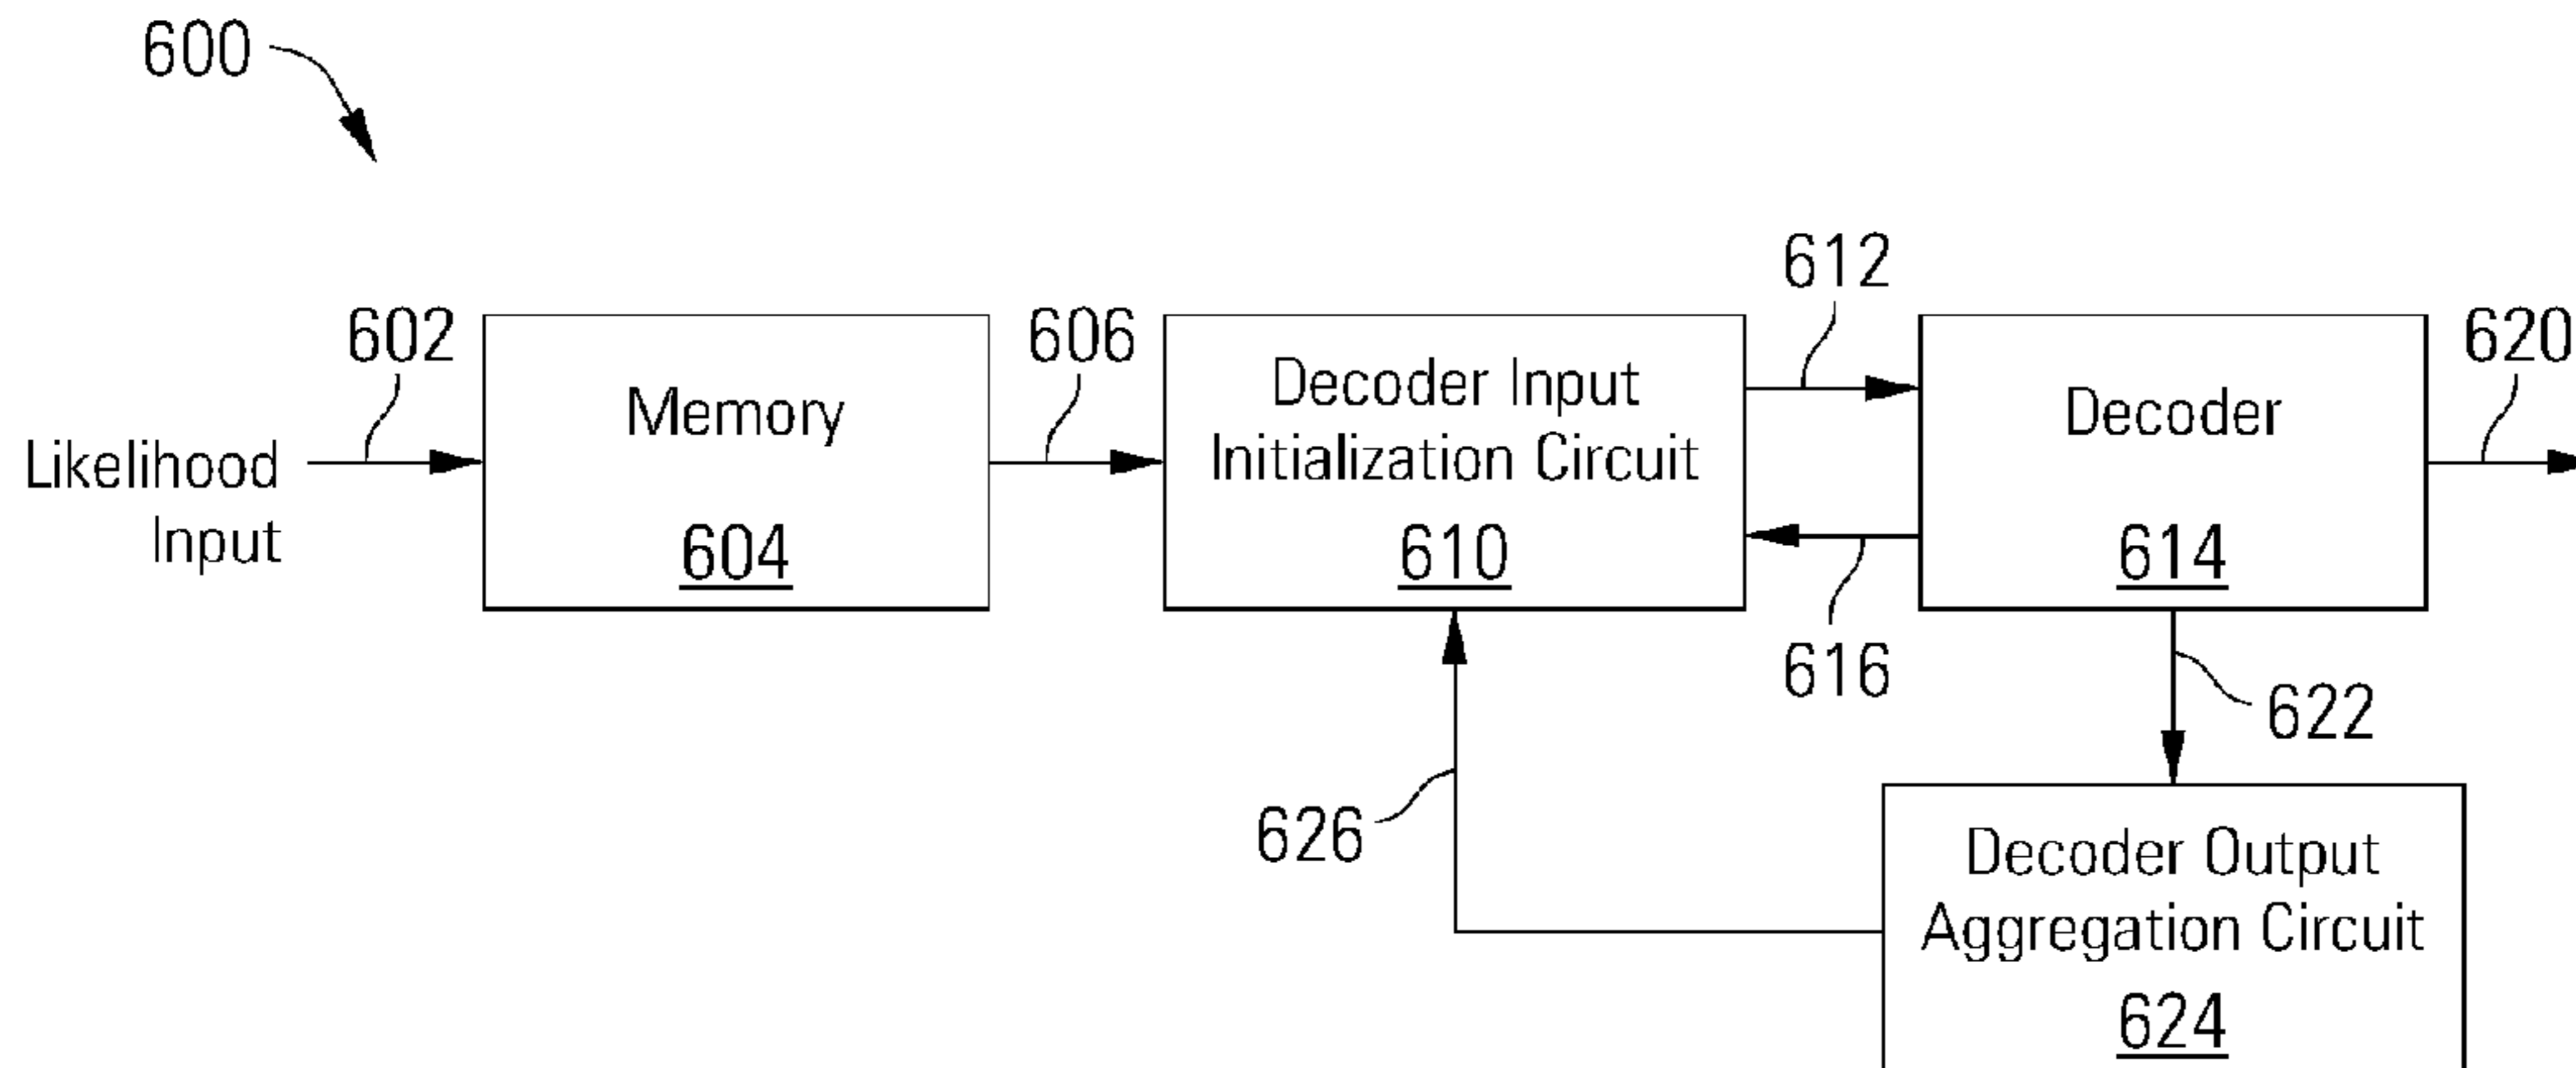 600
612
602
606
620
Likelihood
Input
Memory
604
Decoder Input
Initialization Circuit
610
Decoder
614
616
622
626
Decoder Output
Aggregation Circuit
624